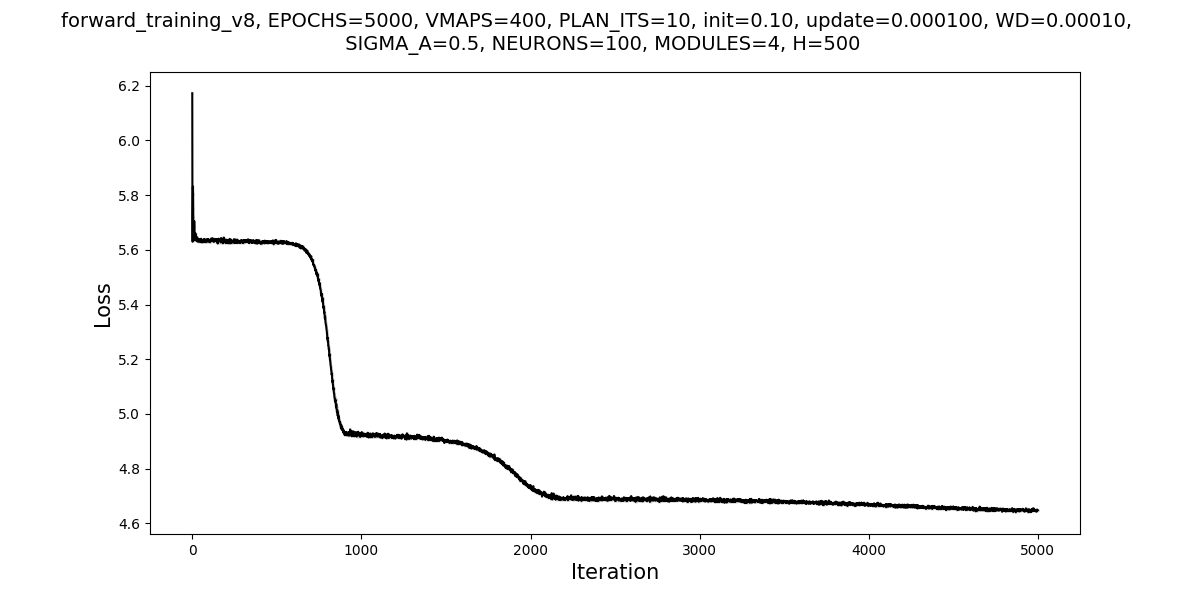 forward_training_v8, EPOCHS=5000, VMAPS=400, PLAN_ITS=10, init=0.10, update=0.000100, WD=0.00010,
SIGMA_A=0.5, NEURONS=100, MODULES=4, H=500
6.2
6.0
5.8
5.6
5.4
5.2
5.0
4.8
4.6
Loss
0 1000 2000 3000 4000 5000
Iteration